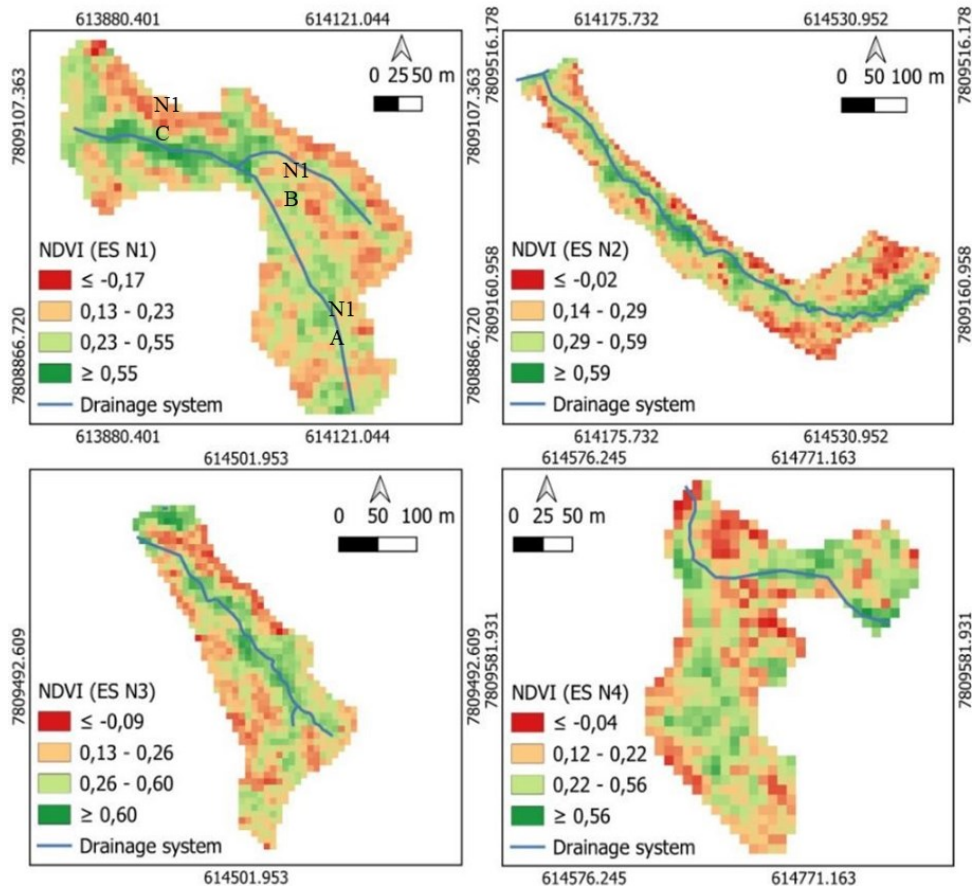 613880.401 614121.044
7809107.363
7808866.720
0 25 50 m
N1
C
N1
B
N1
A
NDVI (ES N1)
≤ -0,17
0,13 - 0,23
0,23 - 0,55
≥ 0,55
Drainage system
613880.401 614121.044
7809107.363
7808866.720
614175.732 614530.952
7809516.178
7809160.958
0 50 100 m
NDVI (ES N2)
≤ -0,02
0,14 - 0,29
0,29 - 0,59
≥ 0,59
Drainage system
614175.732 614530.952
7809516.178
7809160.958
614501.953
7809492.609
0 50 100 m
NDVI (ES N3)
≤ -0,09
0,13 - 0,26
0,26 - 0,60
≥ 0,60
Drainage system
614501.953
614576.245 614771.163
7809581.931
0 25 50 m
NDVI (ES N4)
≤ -0,04
0,12 - 0,22
0,22 - 0,56
≥ 0,56
Drainage system
614576.245 614771.163
7809581.931